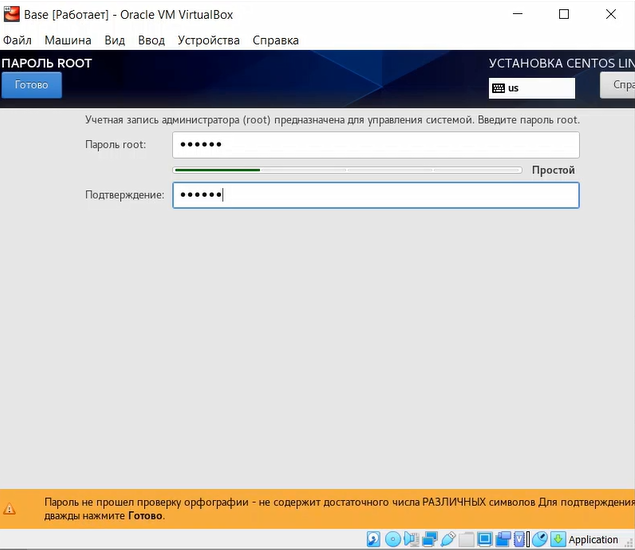 Base [Работает] - Oracle VM VirtualBox
Файл Машина Вид Ввод Устройства Справка
ПАРОЛЬ ROOT
УСТАНОВКА CENTOS LIN
Готово
us
Спра
Учетная запись администратора (root) предназначена для управления системой. Введите пароль root.
Пароль root: ••••••
Простой
Подтверждение: ••••••
Пароль не прошел проверку орфографии - не содержит достаточного числа РАЗЛИЧНЫХ символов Для подтверждения
дважды нажмите Готово.
Application